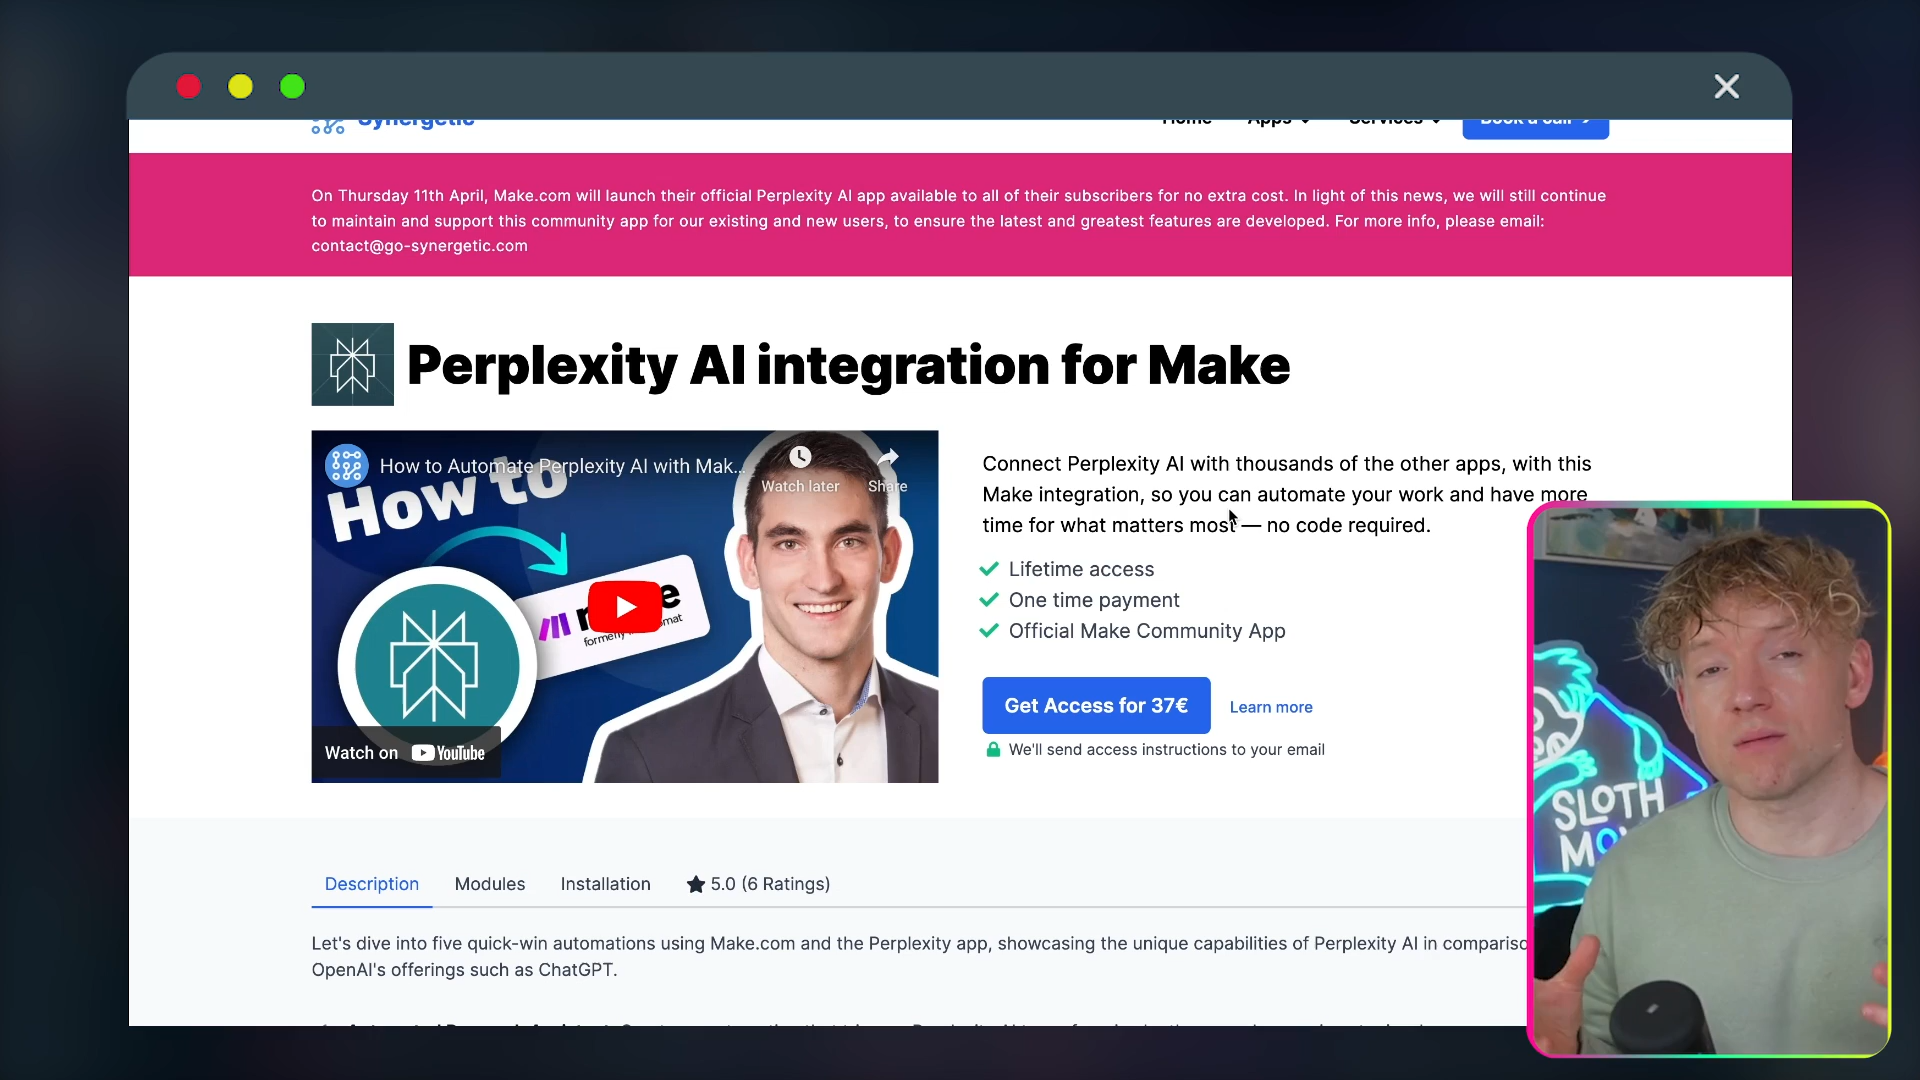 Synergetic
Home Apps Services Book a call
On Thursday 11th April, Make.com will launch their official Perplexity AI app available to all of their subscribers for no extra cost. In light of this news, we will still continue
to maintain and support this community app for our existing and new users, to ensure the latest and greatest features are developed. For more info, please email:
contact@go-synergetic.com
Perplexity AI integration for Make
How to Automate Perplexity AI with Mak...
Watch later
Share
How to
formerly
Watch on YouTube
Connect Perplexity AI with thousands of the other apps, with this
Make integration, so you can automate your work and have more
time for what matters most — no code required.
Lifetime access
One time payment
Official Make Community App
Get Access for 37€
Learn more
We'll send access instructions to your email
SLOTH
Description
Modules
Installation
5.0 (6 Ratings)
Let's dive into five quick-win automations using Make.com and the Perplexity app, showcasing the unique capabilities of Perplexity AI in
OpenAI's offerings such as ChatGPT.